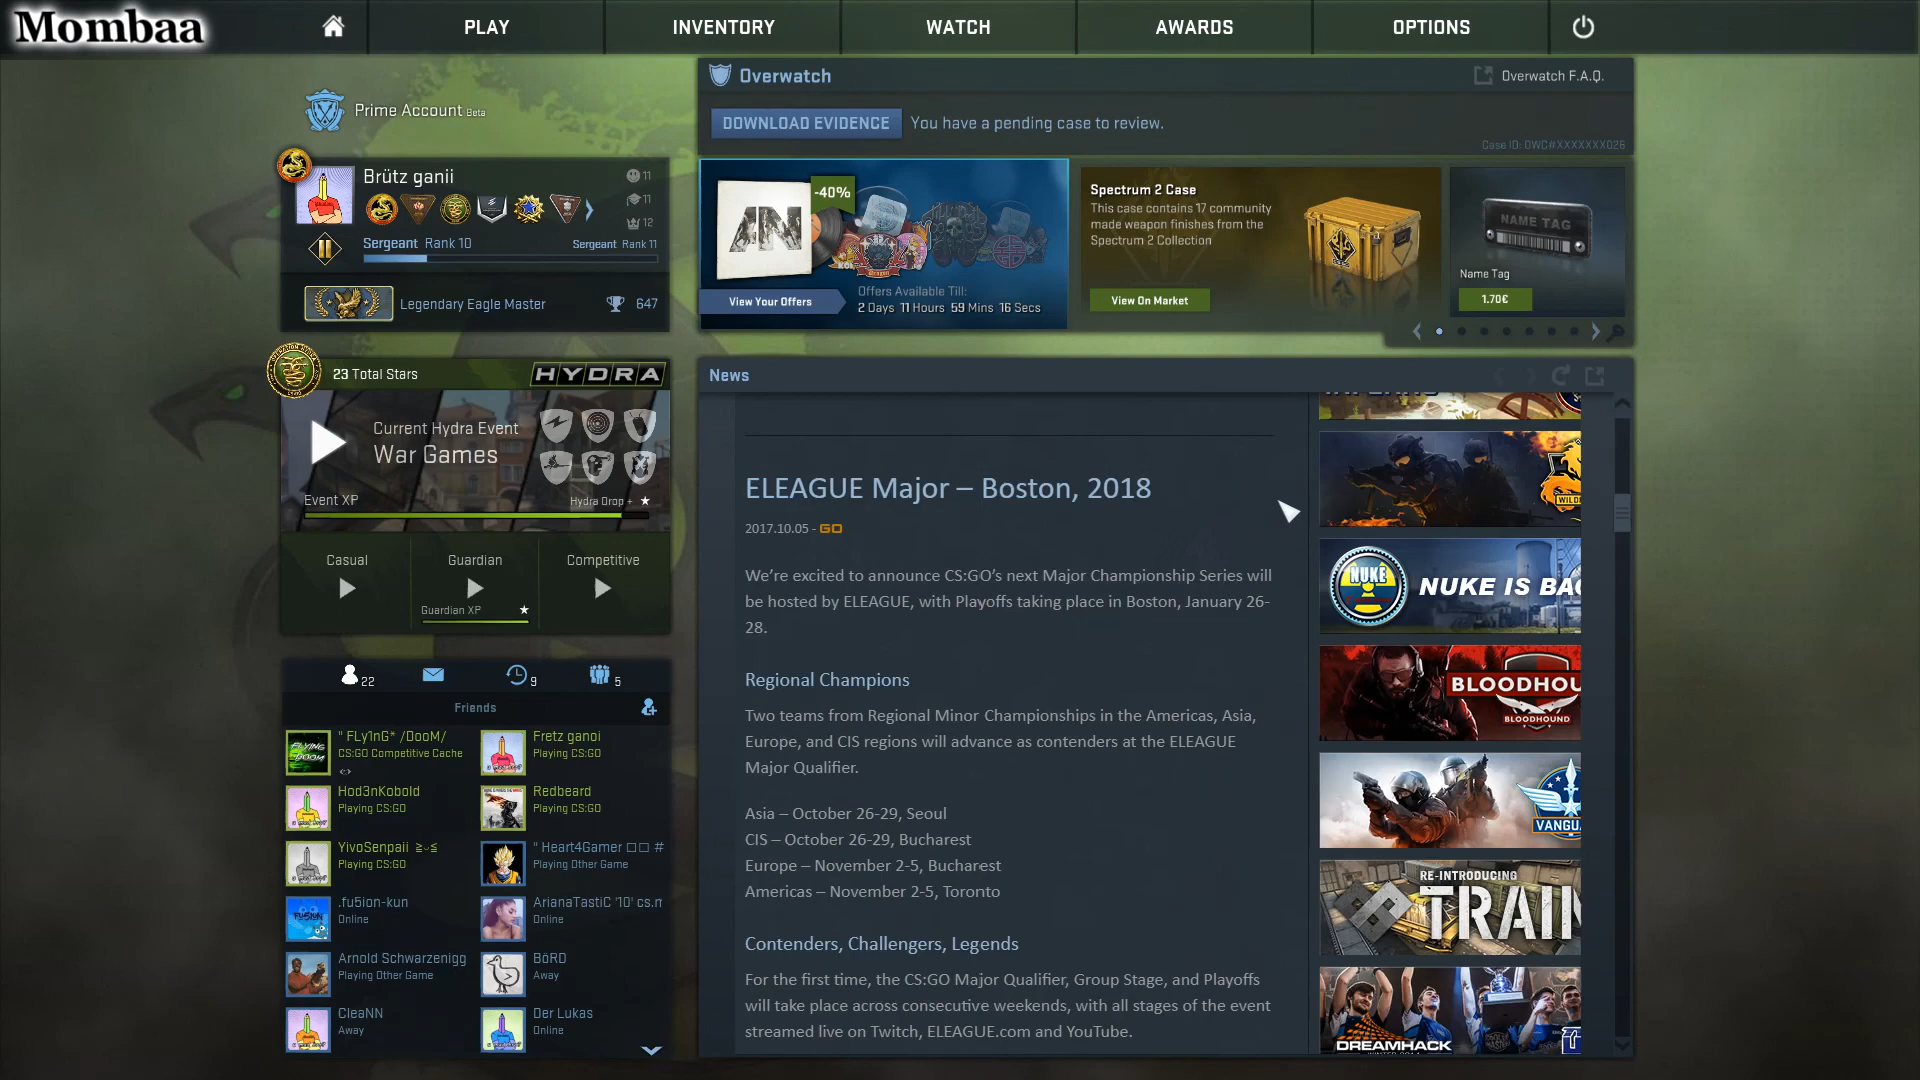 Mombaa
PLAY
INVENTORY
WATCH
AWARDS
OPTIONS
Prime Account Beta
Brütz ganii
11
11
12
Sergeant Rank 10
Sergeant Rank 11
Legendary Eagle Master
647
23 Total Stars
HYDRA
Current Hydra Event
War Games
Event XP
Hydra Drop +
Casual
Guardian
Competitive
Guardian XP
22
9
5
Friends
" FLy1nG* /DooM/
CS:GO Competitive Cache
Fretz ganoi
Playing CS:GO
Hod3nKobold
Playing CS:GO
Redbeard
Playing CS:GO
YivoSenpaii ≧◡≦
Playing CS:GO
" Heart4Gamer □□ #
Playing Other Game
.fu5ion-kun
Online
ArianaTastiC '10' cs.m
Online
Arnold Schwarzenigg
Playing Other Game
BöRD
Away
CleaNN
Away
Der Lukas
Online
Overwatch
Overwatch F.A.Q.
DOWNLOAD EVIDENCE
You have a pending case to review.
Case ID: OWC#XXXXXXX026
-40%
AN
View Your Offers
Offers Available Till:
2 Days 11 Hours 59 Mins 16 Secs
Spectrum 2 Case
This case contains 17 community
made weapon finishes from the
Spectrum 2 Collection
View On Market
NAME TAG
Name Tag
1.70€
News
ELEAGUE Major – Boston, 2018
2017.10.05 - GO
We're excited to announce CS:GO's next Major Championship Series will
be hosted by ELEAGUE, with Playoffs taking place in Boston, January 26-
28.
Regional Champions
Two teams from Regional Minor Championships in the Americas, Asia,
Europe, and CIS regions will advance as contenders at the ELEAGUE
Major Qualifier.
Asia – October 26-29, Seoul
CIS – October 26-29, Bucharest
Europe – November 2-5, Bucharest
Americas – November 2-5, Toronto
Contenders, Challengers, Legends
For the first time, the CS:GO Major Qualifier, Group Stage, and Playoffs
will take place across consecutive weekends, with all stages of the event
streamed live on Twitch, ELEAGUE.com and YouTube.
WILD
NUKE
NUKE IS BAC
BLOODHOU
BLOODHOUND
VANGU
RE-INTRODUCING
TRAIN
DREAMHACK